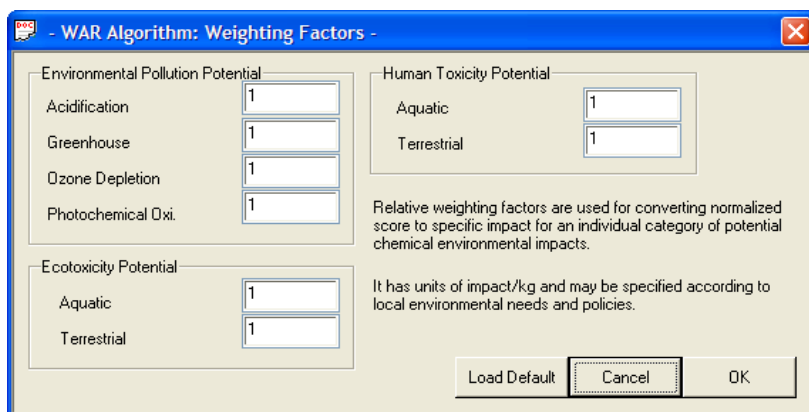 DOC
- WAR Algorithm: Weighting Factors -
Environmental Pollution Potential
Acidification 1
Greenhouse 1
Ozone Depletion 1
Photochemical Oxi. 1
Ecotoxicity Potential
Aquatic 1
Terrestrial 1
Human Toxicity Potential
Aquatic 1
Terrestrial 1
Relative weighting factors are used for converting normalized
score to specific impact for an individual category of potential
chemical environmental impacts.
It has units of impact/kg and may be specified according to
local environmental needs and policies.
Load Default Cancel OK